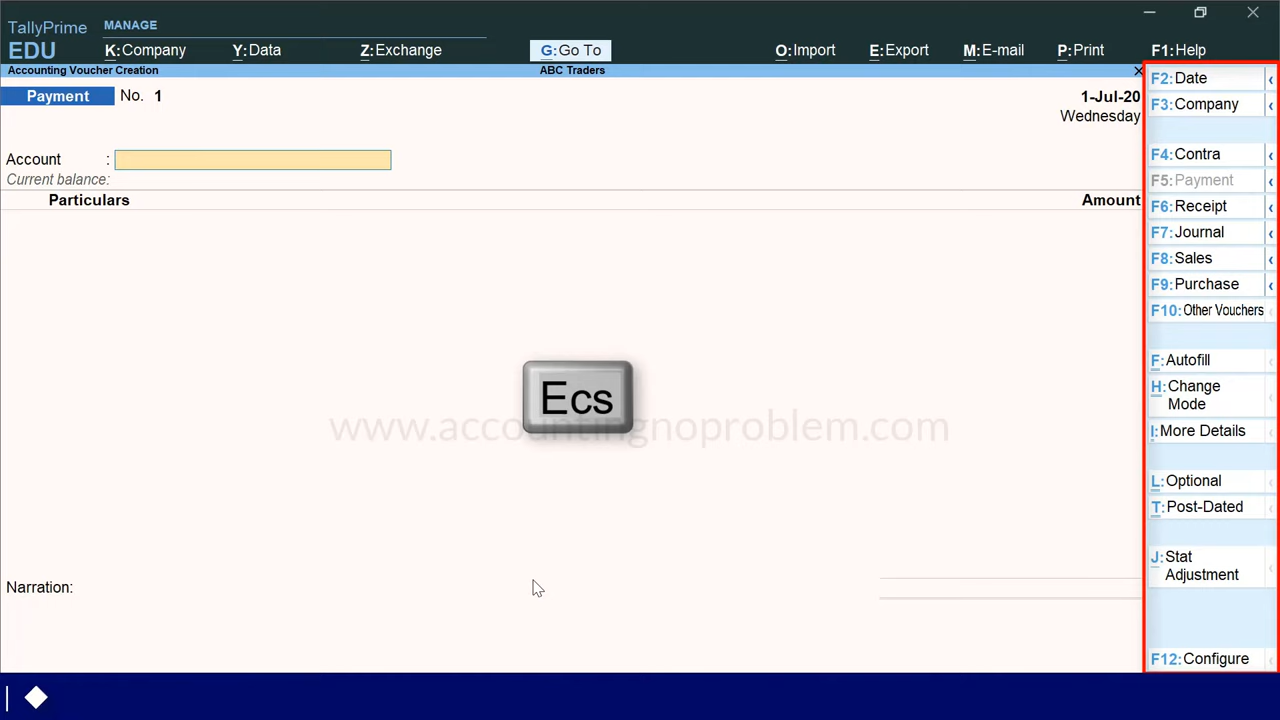 TallyPrime
MANAGE
EDU
K:Company
Y:Data
Z:Exchange
G:Go To
O:Import
E:Export
M:E-mail
P:Print
F1:Help
Accounting Voucher Creation
ABC Traders
Payment
No. 1
1-Jul-20
Wednesday
Account :
Current balance:
Particulars
Amount
Ecs
www.accountingnoproblem.com
Narration:
F2:Date
F3:Company
F4:Contra
F5:Payment
F6:Receipt
F7:Journal
F8:Sales
F9:Purchase
F10:Other Vouchers
F:Autofill
H:Change
Mode
I:More Details
L:Optional
T:Post-Dated
J:Stat
Adjustment
F12:Configure